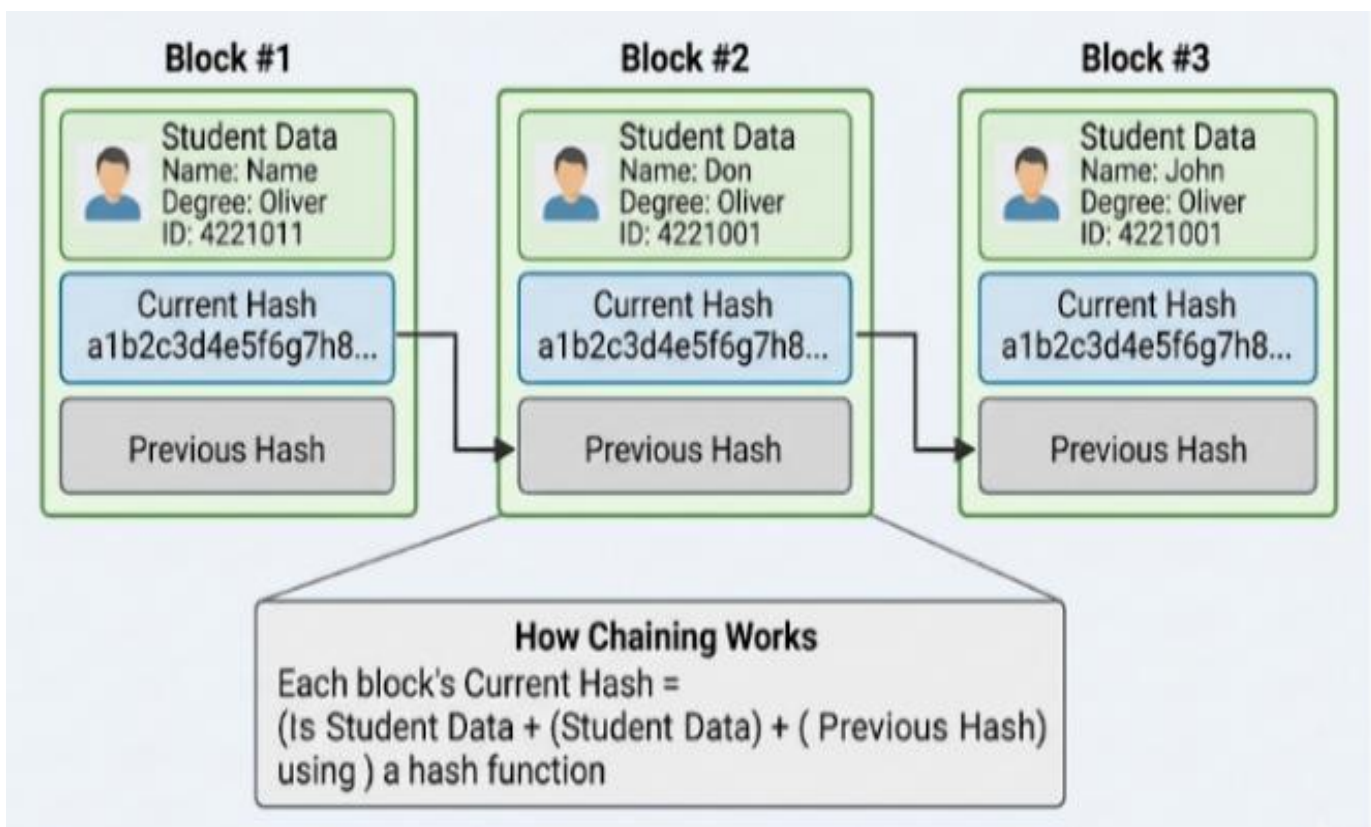 Block #1
Student Data
Name: Name
Degree: Oliver
ID: 4221011
Current Hash
a1b2c3d4e5f6g7h8...
Previous Hash
Block #2
Student Data
Name: Don
Degree: Oliver
ID: 4221001
Current Hash
a1b2c3d4e5f6g7h8...
Previous Hash
Block #3
Student Data
Name: John
Degree: Oliver
ID: 4221001
Current Hash
a1b2c3d4e5f6g7h8...
Previous Hash
How Chaining Works
Each block's Current Hash =
(Is Student Data + (Student Data) + ( Previous Hash)
using ) a hash function